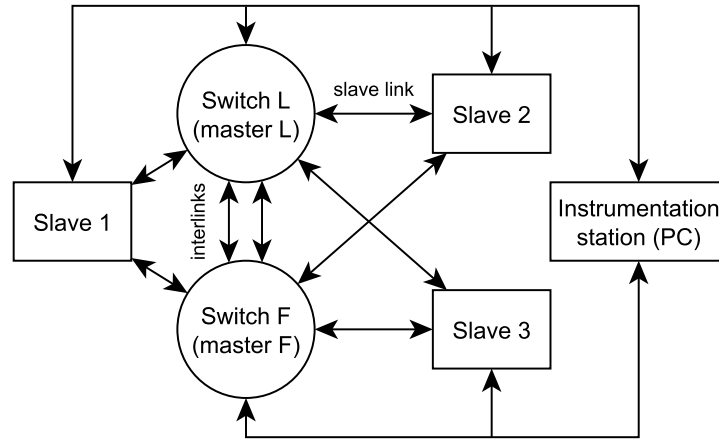 Switch L
(master L)
slave link
Slave 2
Slave 1
interlinks
Instrumentation
station (PC)
Switch F
(master F)
Slave 3